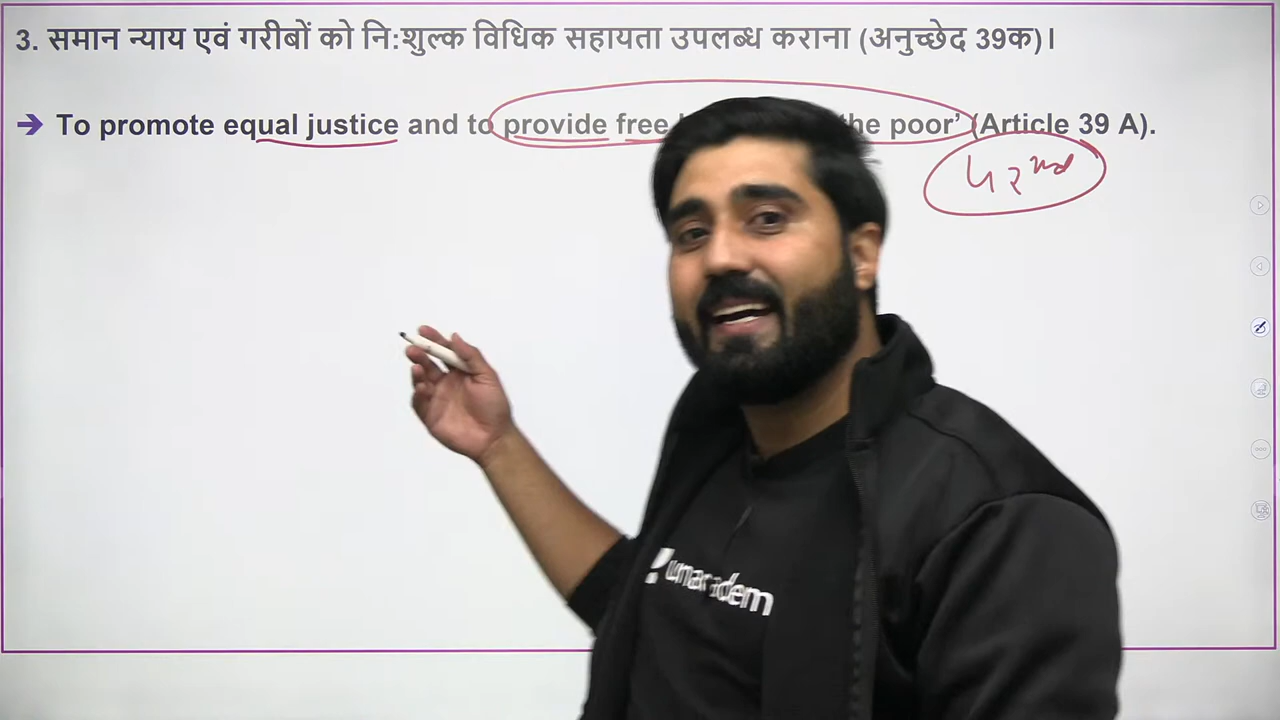 3. समान न्याय एवं गरीबों को नि:शुल्क विधिक सहायता उपलब्ध कराना (अनुच्छेद 39क)।
➔ To promote equal justice and to provide free the poor’ (Article 39 A).
42nd
unacadem